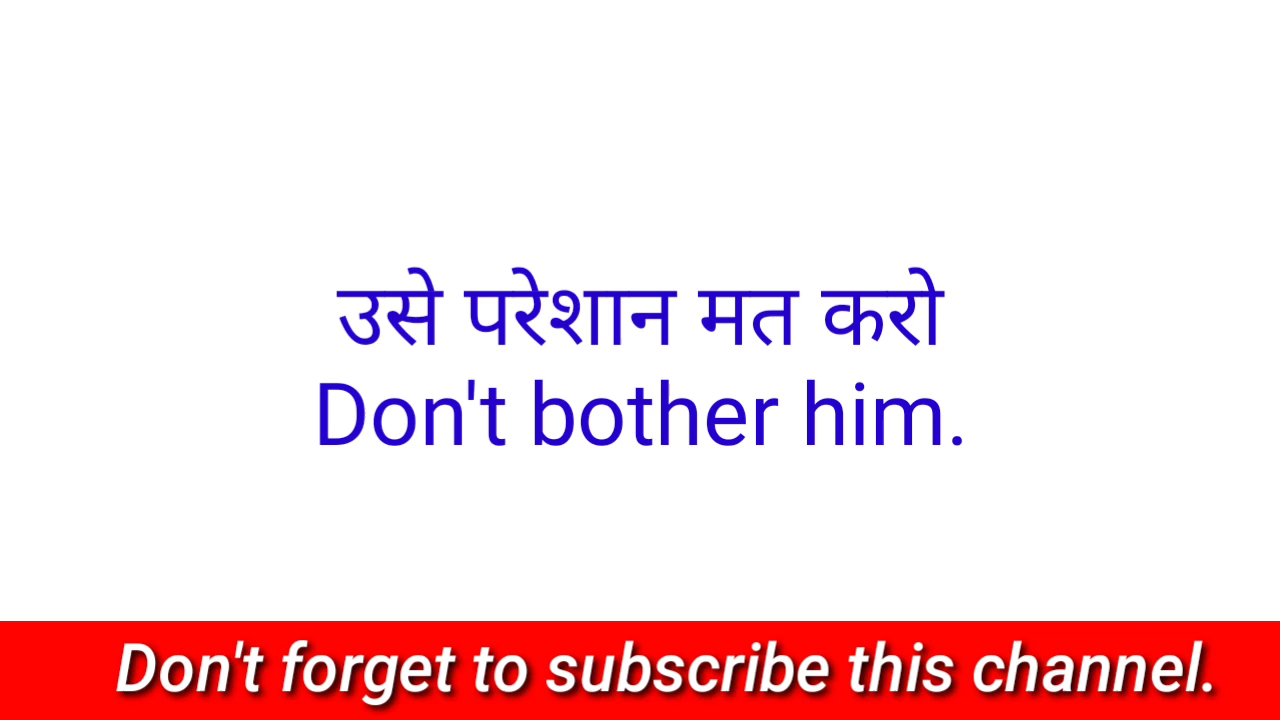 उसे परेशान मत करो
Don't bother him.
Don't forget to subscribe this channel.